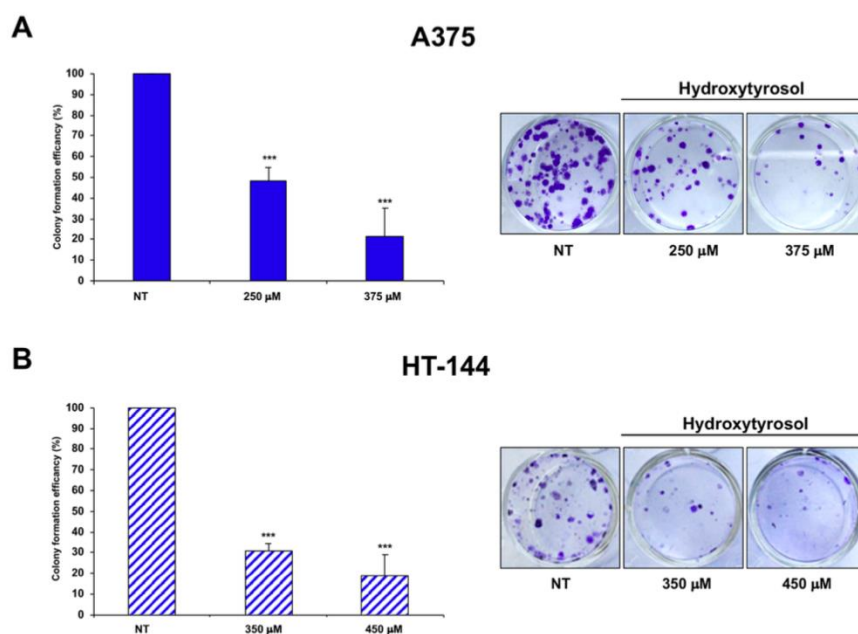 A
A375
Colony formation efficancy (%)
100
90
80
70
60
50
40
30
20
10
0
***
***
NT
250 µM
375 µM
Hydroxytyrosol
NT
250 µM
375 µM
B
HT-144
Colony formation efficancy (%)
100
90
80
70
60
50
40
30
20
10
0
***
***
NT
350 µM
450 µM
Hydroxytyrosol
NT
350 µM
450 µM